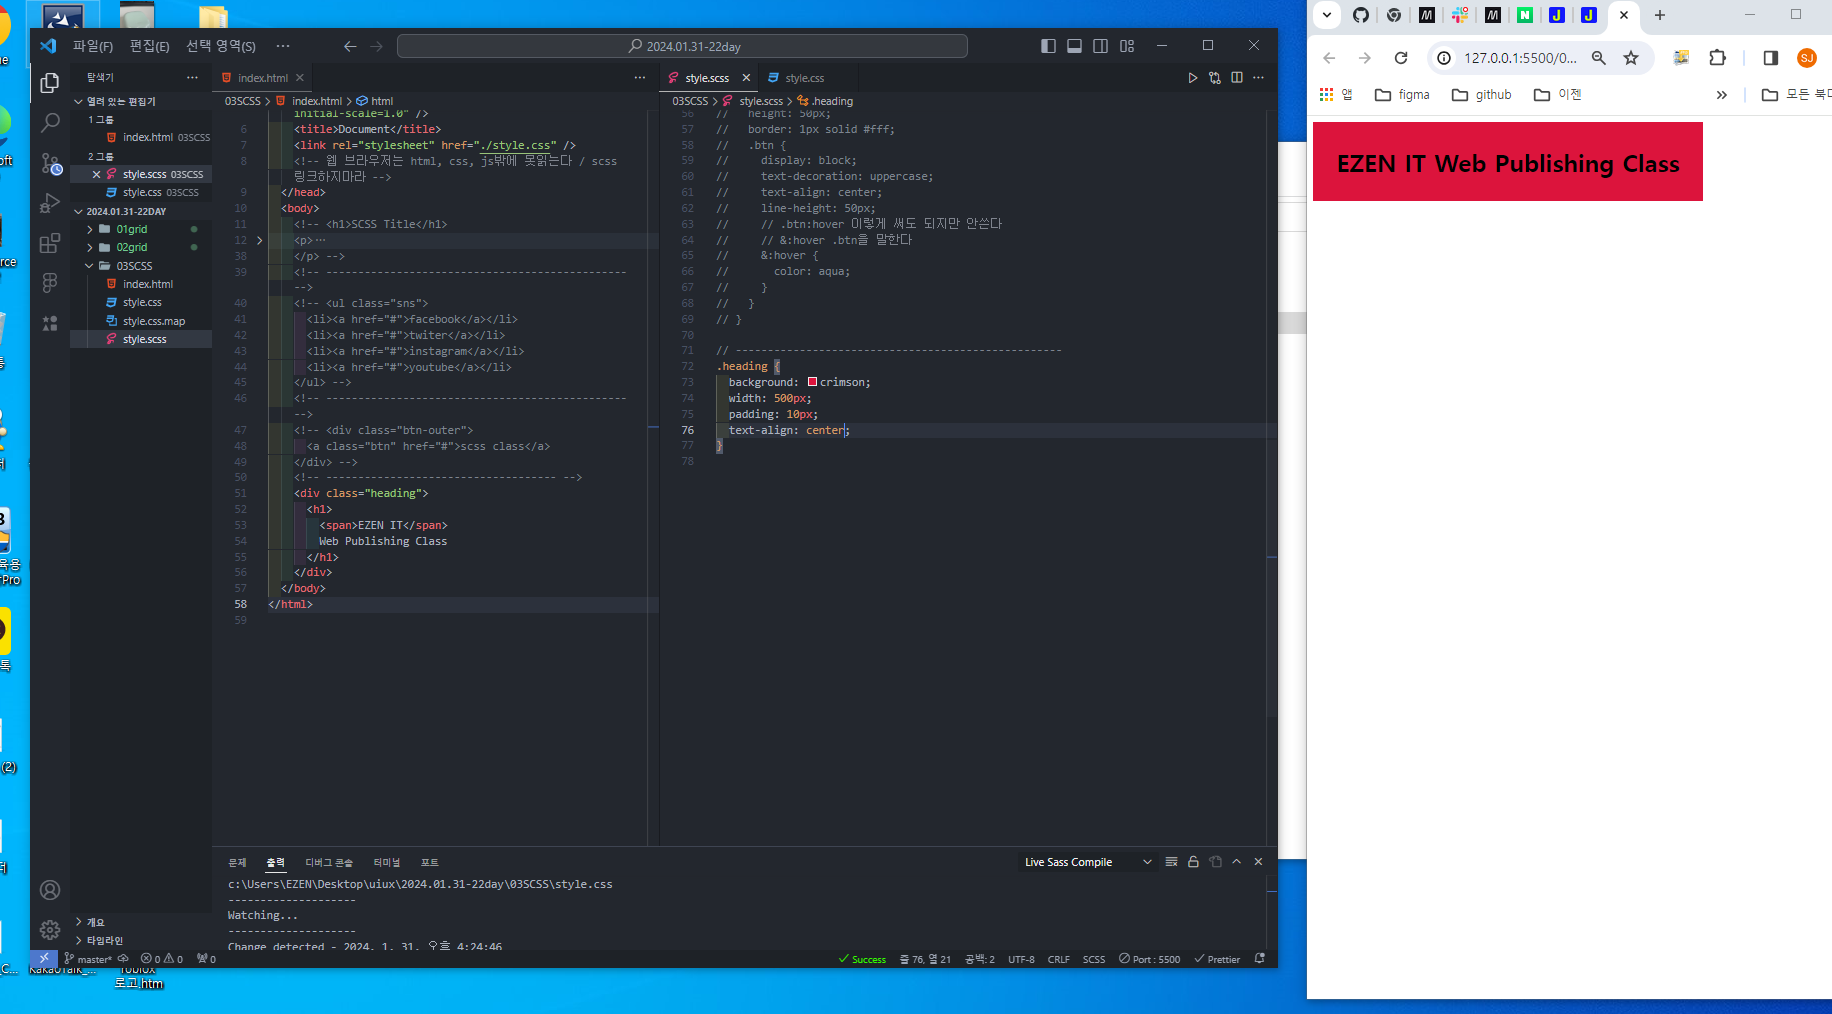 파일(F) 편집(E) 선택 영역(S) ···
2024.01.31-22day
탐색기
열려 있는 편집기
1 그룹
index.html 03SCSS
2 그룹
style.scss 03SCSS
style.css 03SCSS
2024.01.31-22DAY
01grid
02grid
03SCSS
index.html
style.css
style.css.map
style.scss
개요
타임라인
index.html
03SCSS > index.html > html
initial-scale=1.0" />
6 <title>Document</title>
7 <link rel="stylesheet" href="./style.css" />
8 <!-- 웹 브라우저는 html, css, js밖에 못읽는다 / scss
링크하지마라 -->
9 </head>
10 <body>
11 <!-- <h1>SCSS Title</h1>
12 <p>···
38 </p> -->
39 <!-- -----------------------------------------------
-->
40 <!-- <ul class="sns">
41 <li><a href="#">facebook</a></li>
42 <li><a href="#">twiter</a></li>
43 <li><a href="#">instagram</a></li>
44 <li><a href="#">youtube</a></li>
45 </ul> -->
46 <!-- -----------------------------------------------
-->
47 <!-- <div class="btn-outer">
48 <a class="btn" href="#">scss class</a>
49 </div> -->
50 <!-- ------------------------------------ -->
51 <div class="heading">
52 <h1>
53 <span>EZEN IT</span>
54 Web Publishing Class
55 </h1>
56 </div>
57 </body>
58 </html>
59
style.scss
style.css
03SCSS > style.scss > .heading
56 // height: 50px;
57 // border: 1px solid #fff;
58 // .btn {
59 // display: block;
60 // text-decoration: uppercase;
61 // text-align: center;
62 // line-height: 50px;
63 // // .btn:hover 이렇게 써도 되지만 안쓴다
64 // // &:hover .btn을 말한다
65 // &:hover {
66 // color: aqua;
67 // }
68 // }
69 // }
70
71 // ---------------------------------------------------
72 .heading {
73 background: crimson;
74 width: 500px;
75 padding: 10px;
76 text-align: center;
77 }
78
문제 출력 디버그 콘솔 터미널 포트
Live Sass Compile
c:\Users\EZEN\Desktop\uiux\2024.01.31-22day\03SCSS\style.css
--------------------
Watching...
--------------------
Change detected - 2024. 1. 31. 오후 4:24:46
master* 0 0 0
Success 줄 76, 열 21 공백: 2 UTF-8 CRLF SCSS Port : 5500 Prettier
로고.htm
127.0.0.1:5500/0...
SJ
앱 figma github 이젠 » 모든 북마
EZEN IT Web Publishing Class